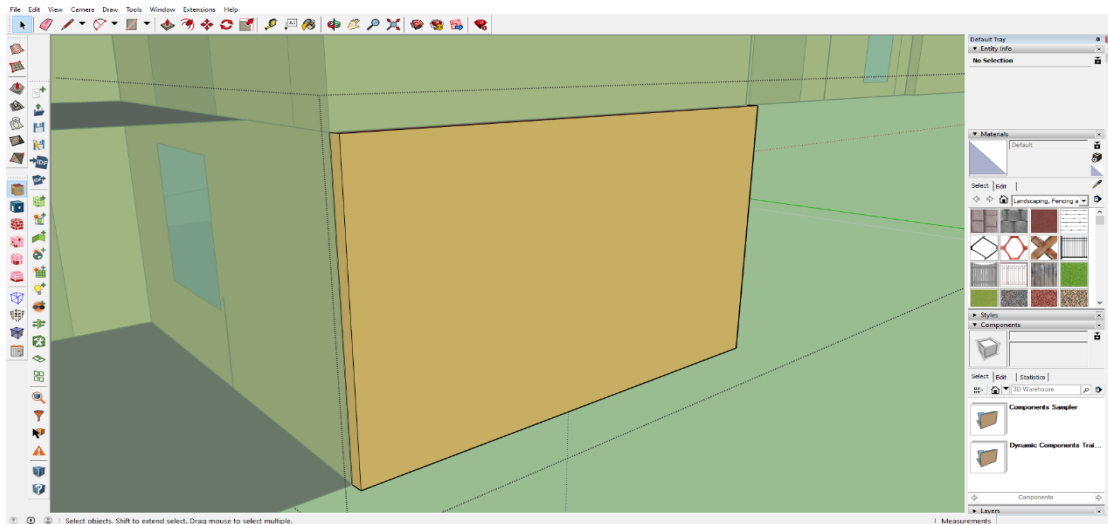 File Edit View Camera Draw Tools Window Extensions Help
Default Tray
▼ Entity Info
No Selection
▼ Materials
Default
Select Edit
Landscaping, Fencing a
► Styles
▼ Components
Select Edit Statistics
3D Warehouse
Components Sampler
Dynamic Components Trai...
Components
► Layers
Select objects. Shift to extend select. Drag mouse to select multiple.
Measurements